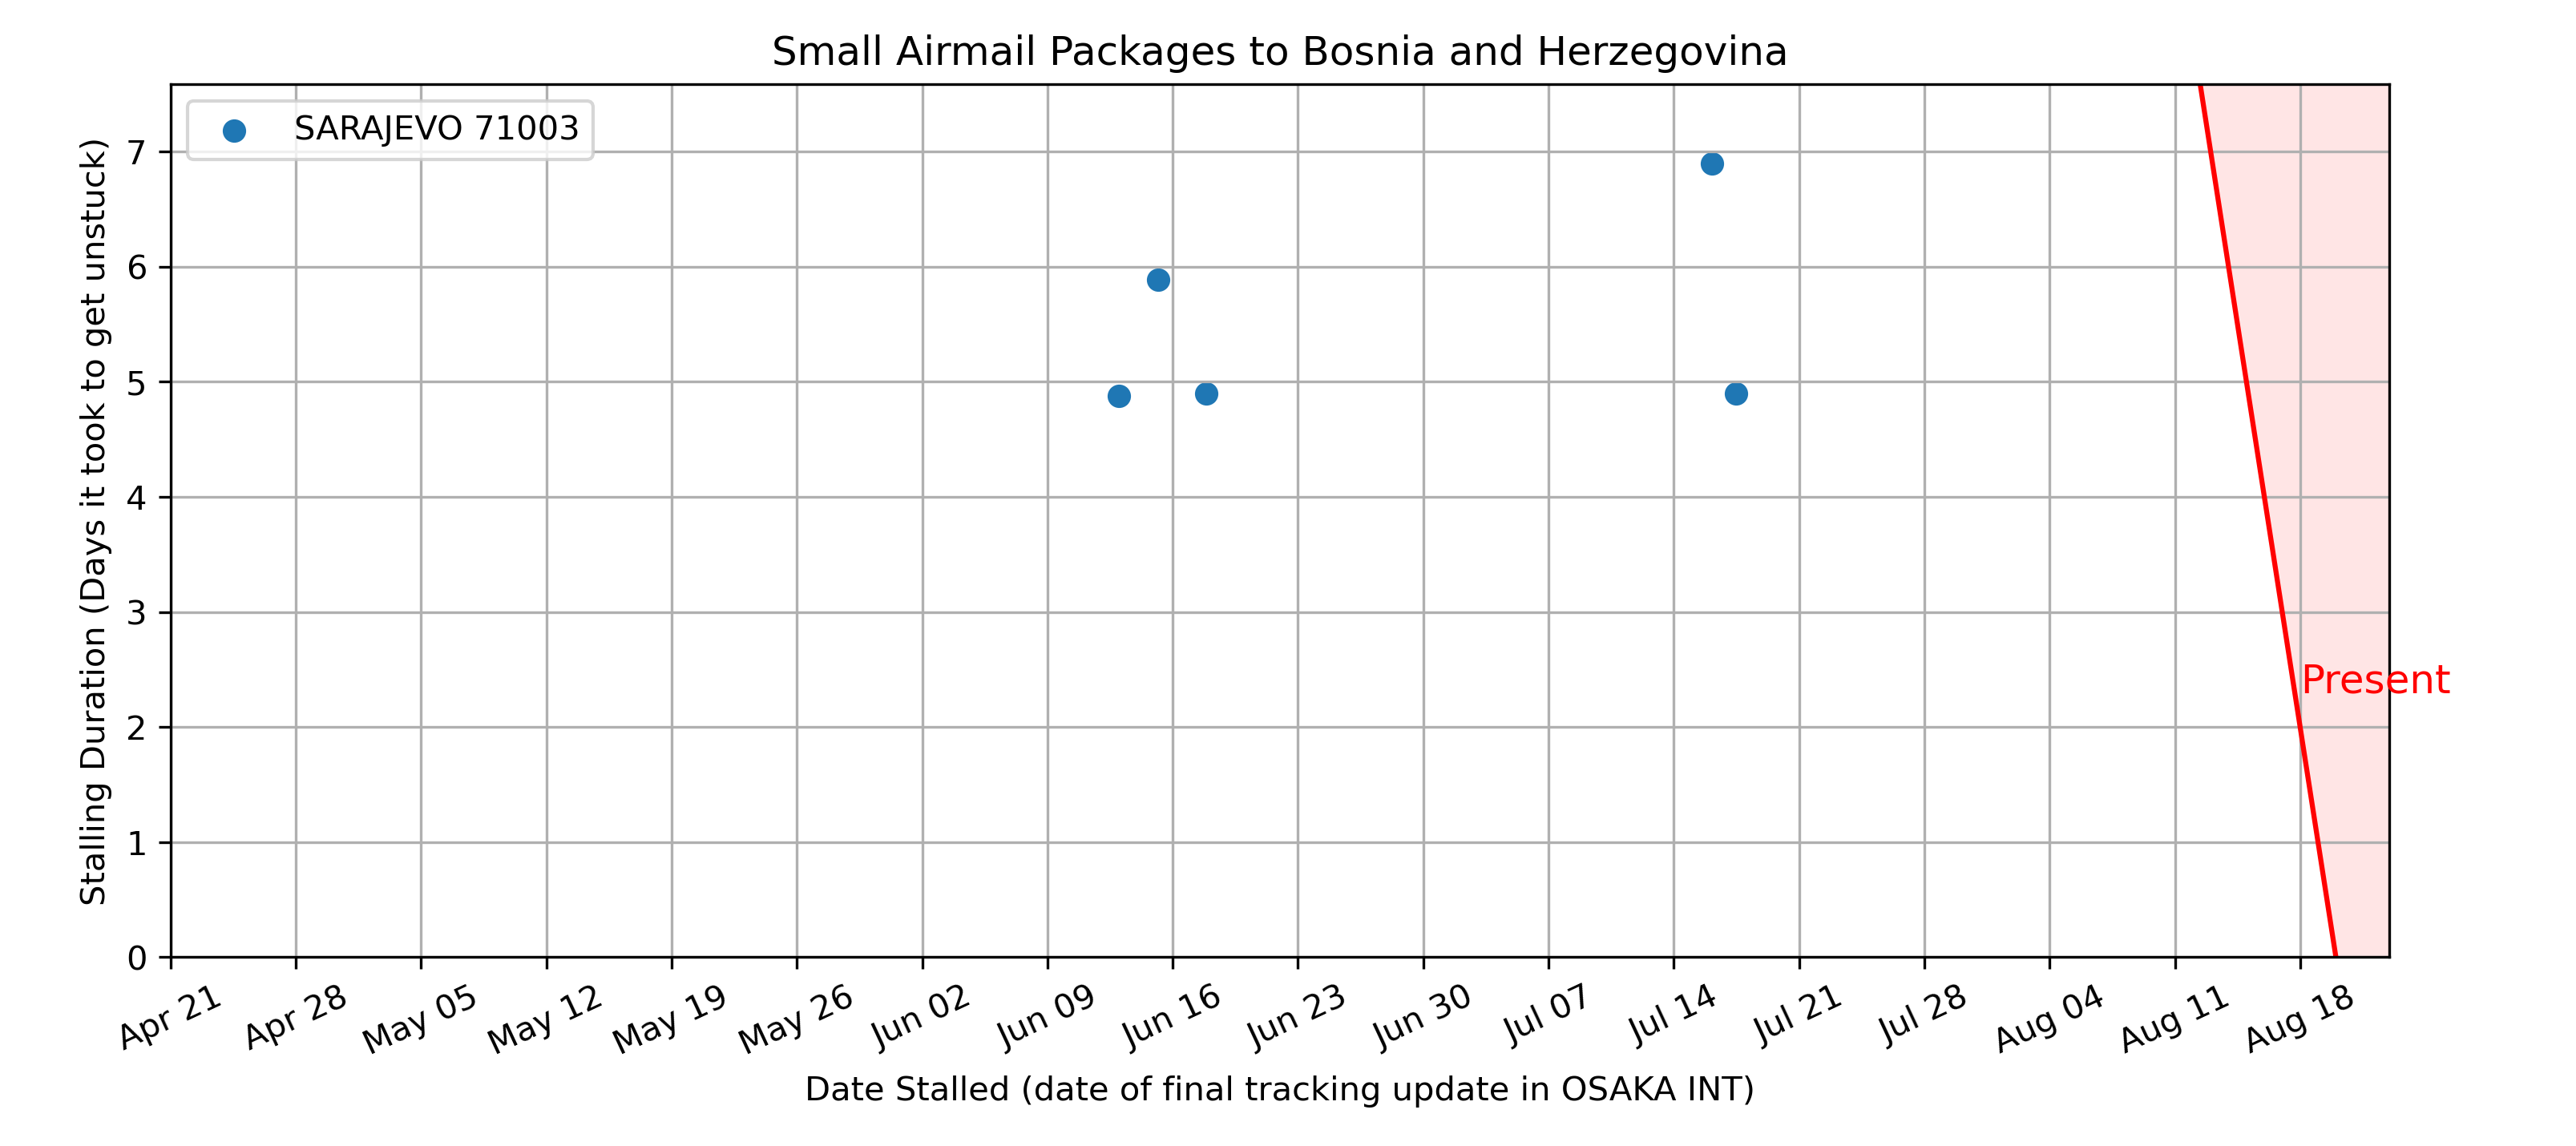 Small Airmail Packages to Bosnia and Herzegovina
SARAJEVO 71003
Stalling Duration (Days it took to get unstuck)
7
6
5
4
3
2
1
0
Present
Apr 21
Apr 28
May 05
May 12
May 19
May 26
Jun 02
Jun 09
Jun 16
Jun 23
Jun 30
Jul 07
Jul 14
Jul 21
Jul 28
Aug 04
Aug 11
Aug 18
Date Stalled (date of final tracking update in OSAKA INT)